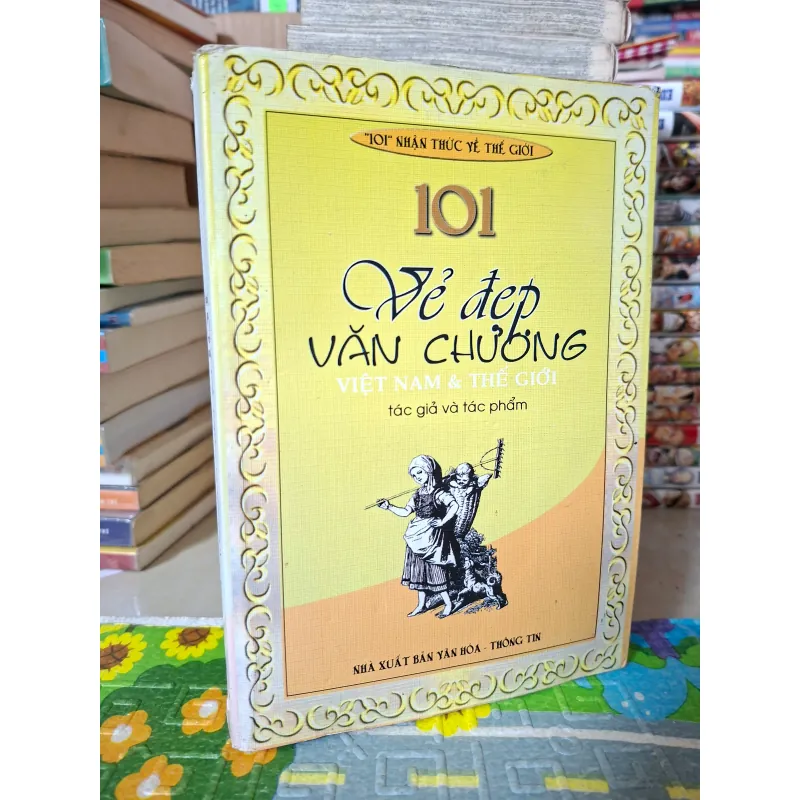 "101" NHẬN THỨC VỀ THẾ GIỚI
101
Vẻ đẹp
VĂN CHƯƠNG
VIỆT NAM & THẾ GIỚI
tác giả và tác phẩm
NHÀ XUẤT BẢN VĂN HÓA - THÔNG TIN